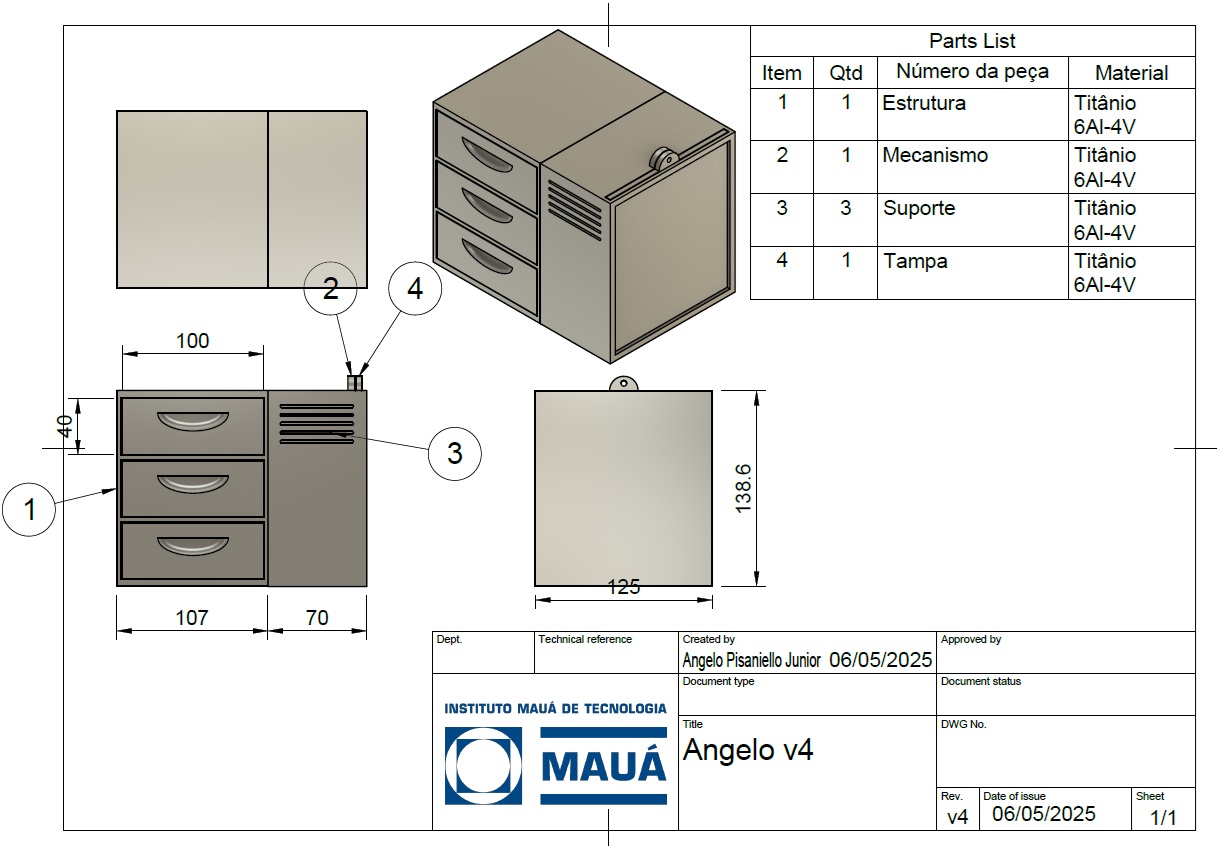 Parts List
Item Qtd Número da peça Material
1 1 Estrutura Titânio
6Al-4V
2 1 Mecanismo Titânio
6Al-4V
3 3 Suporte Titânio
6Al-4V
4 1 Tampa Titânio
6Al-4V
2 4
100
40
3
1
138.6
125
107 70
Dept. Technical reference Created by Approved by
Angelo Pisaniello Junior 06/05/2025
Document type Document status
INSTITUTO MAUÁ DE TECNOLOGIA
MAUÁ
Title DWG No.
Angelo v4
Rev. Date of issue Sheet
v4 06/05/2025 1/1